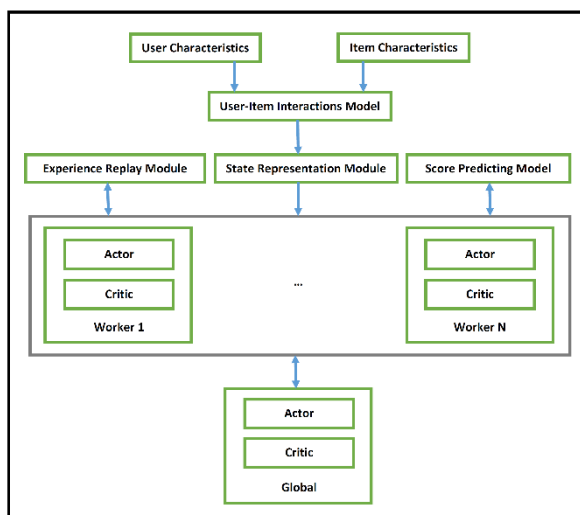 User Characteristics
Item Characteristics
User-Item Interactions Model
Experience Replay Module
State Representation Module
Score Predicting Model
Actor
Critic
Worker 1
...
Actor
Critic
Worker N
Actor
Critic
Global